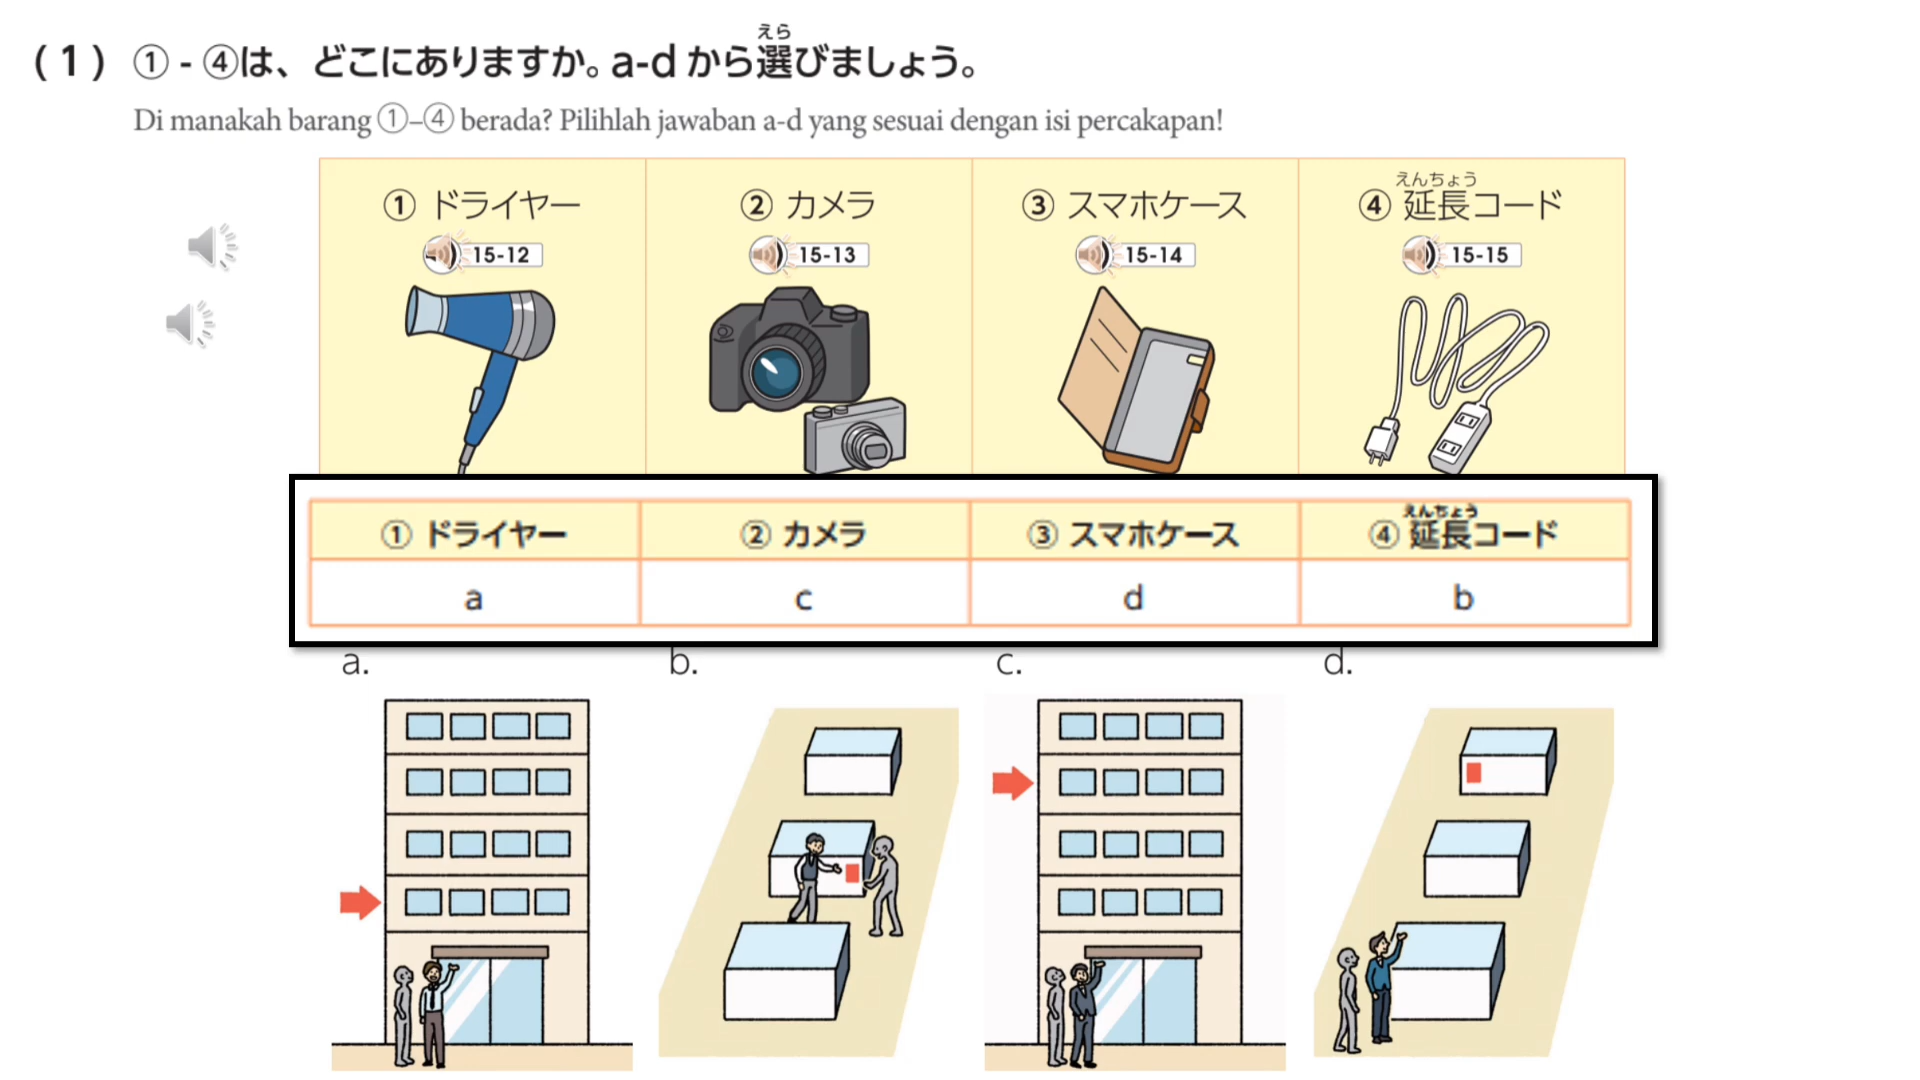 えら
(1) ①-④は、どこにありますか。a-dから選びましょう。
Di manakah barang ①–④ berada? Pilihlah jawaban a-d yang sesuai dengan isi percakapan!
えんちょう
① ドライヤー ② カメラ ③ スマホケース ④ 延長コード
15-12 15-13 15-14 15-15
えんちょう
① ドライヤー ② カメラ ③ スマホケース ④ 延長コード
a c d b
a. b. c. d.